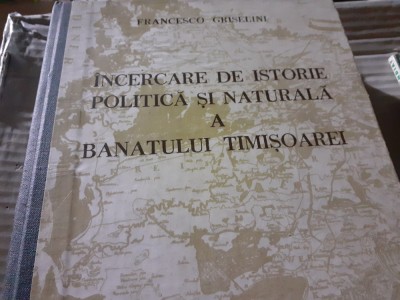 FRANCESCO GRISELINI
ÎNCERCARE DE ISTORIE
POLITICĂ ȘI NATURALĂ
A
BANATULUI TIMIȘOAREI